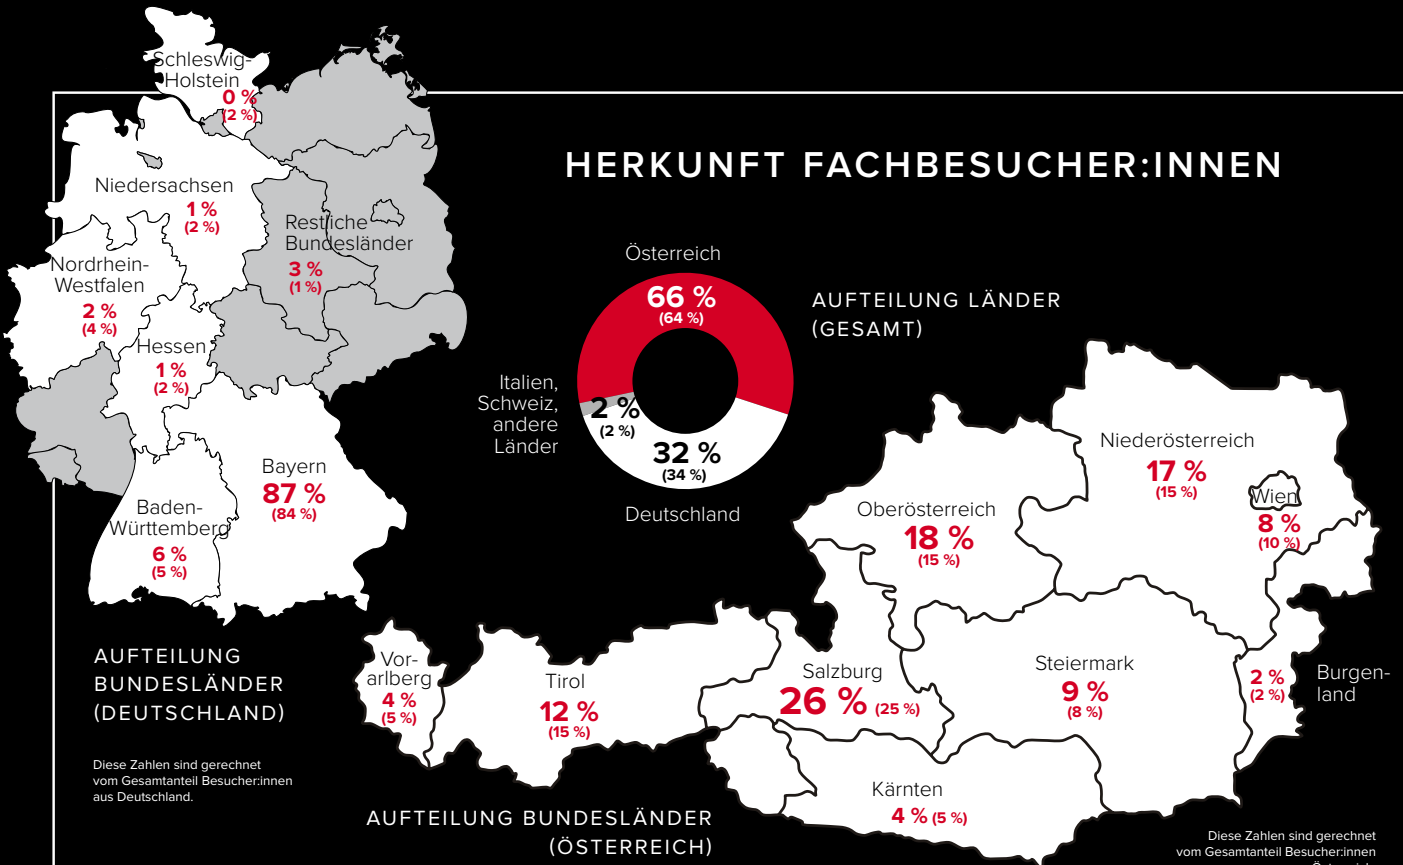 Schleswig-
Holstein
0 %
(2 %)
Niedersachsen
1 %
(2 %)
Restliche
Bundesländer
3 %
(1 %)
Nordrhein-
Westfalen
2 %
(4 %)
Hessen
1 %
(2 %)
Bayern
87 %
(84 %)
Baden-
Württemberg
6 %
(5 %)
AUFTEILUNG
BUNDESLÄNDER
(DEUTSCHLAND)
Diese Zahlen sind gerechnet
vom Gesamtanteil Besucher:innen
aus Deutschland.
HERKUNFT FACHBESUCHER:INNEN
Österreich
66 %
(64 %)
AUFTEILUNG LÄNDER
(GESAMT)
Italien,
Schweiz,
andere
Länder
2 %
(2 %)
32 %
(34 %)
Deutschland
Niederösterreich
17 %
(15 %)
Wien
8 %
(10 %)
Oberösterreich
18 %
(15 %)
Vor-
arlberg
4 %
(5 %)
Tirol
12 %
(15 %)
Salzburg
26 % (25 %)
Steiermark
9 %
(8 %)
2 %
(2 %)
Burgen-
land
Kärnten
4 % (5 %)
AUFTEILUNG BUNDESLÄNDER
(ÖSTERREICH)
Diese Zahlen sind gerechnet
vom Gesamtanteil Besucher:innen